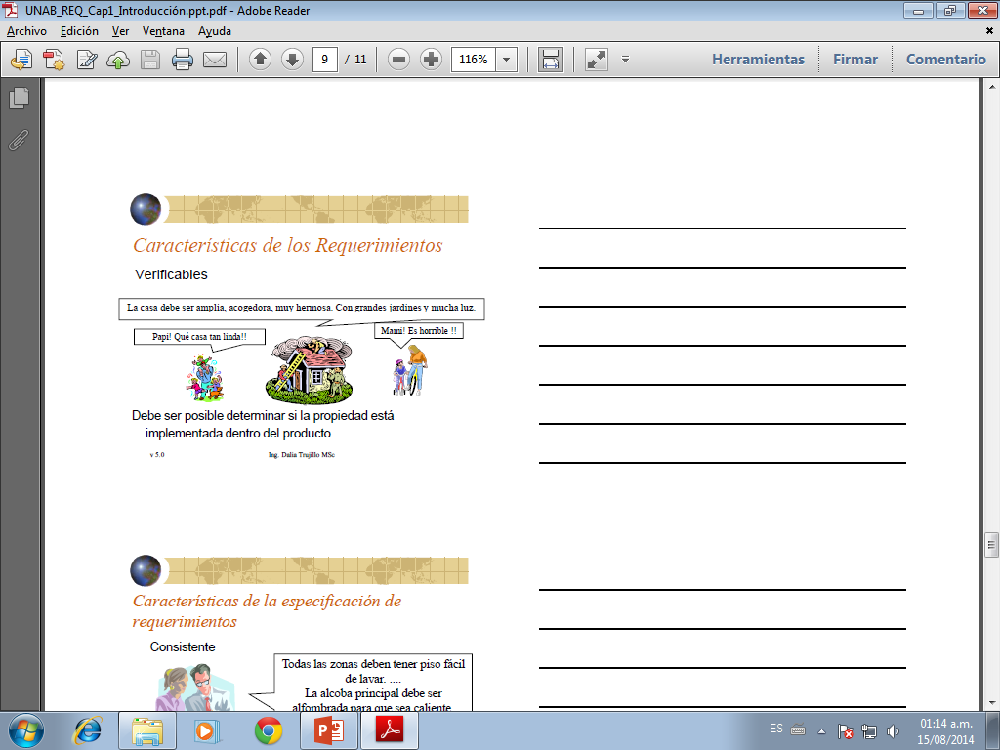 UNAB_REQ_Cap1_Introducción.ppt.pdf - Adobe Reader
Archivo Edición Ver Ventana Ayuda
9 / 11 116% Herramientas Firmar Comentario
Características de los Requerimientos
Verificables
La casa debe ser amplia, acogedora, muy hermosa. Con grandes jardines y mucha luz.
Papi! Qué casa tan linda!!
Mami! Es horrible !!
Debe ser posible determinar si la propiedad está
implementada dentro del producto.
v 5.0 Ing. Dalia Trujillo MSc
Características de la especificación de
requerimientos
Consistente
Todas las zonas deben tener piso fácil
de lavar. ....
La alcoba principal debe ser
alfombrada para que sea caliente
ES 01:14 a.m.
15/08/2014